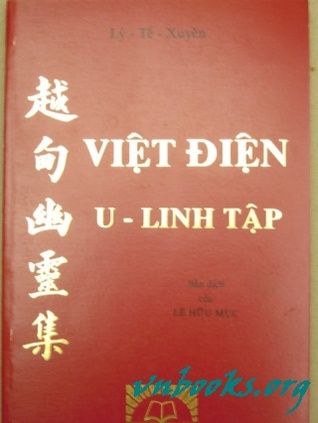 Lý - Tế - Xuyên
越甸幽靈集
VIỆT ĐIỆN
U - LINH TẬP
Bản dịch
của
LÊ HỮU MỤC
vnbooks.org